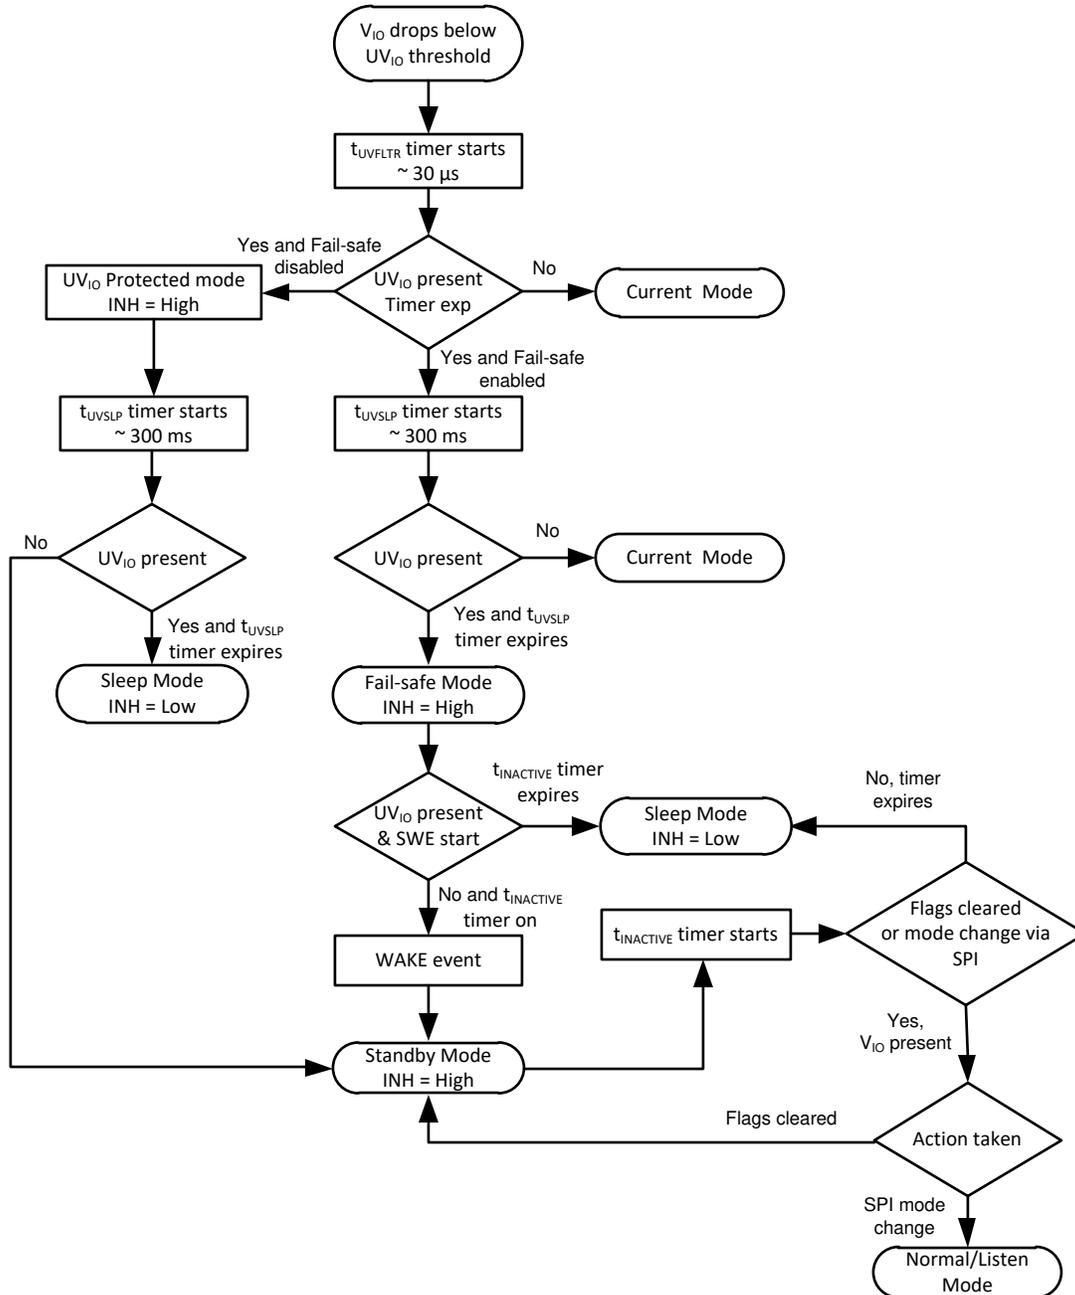 VIO drops below
UVIO threshold
tUVFLTR timer starts
~ 30 µs
Yes and Fail-safe
disabled
UVIO Protected mode
INH = High
UVIO present
Timer exp
No
Current Mode
Yes and Fail-safe
enabled
tUVSLP timer starts
~ 300 ms
tUVSLP timer starts
~ 300 ms
No
UVIO present
UVIO present
No
Current Mode
Yes and tUVSLP
timer expires
Yes and tUVSLP
timer expires
Sleep Mode
INH = Low
Fail-safe Mode
INH = High
tINACTIVE timer
expires
UVIO present
& SWE start
Sleep Mode
INH = Low
No, timer
expires
No and tINACTIVE
timer on
WAKE event
tINACTIVE timer starts
Flags cleared
or mode change via
SPI
Yes,
VIO present
Standby Mode
INH = High
Flags cleared
Action taken
SPI mode
change
Normal/Listen
Mode